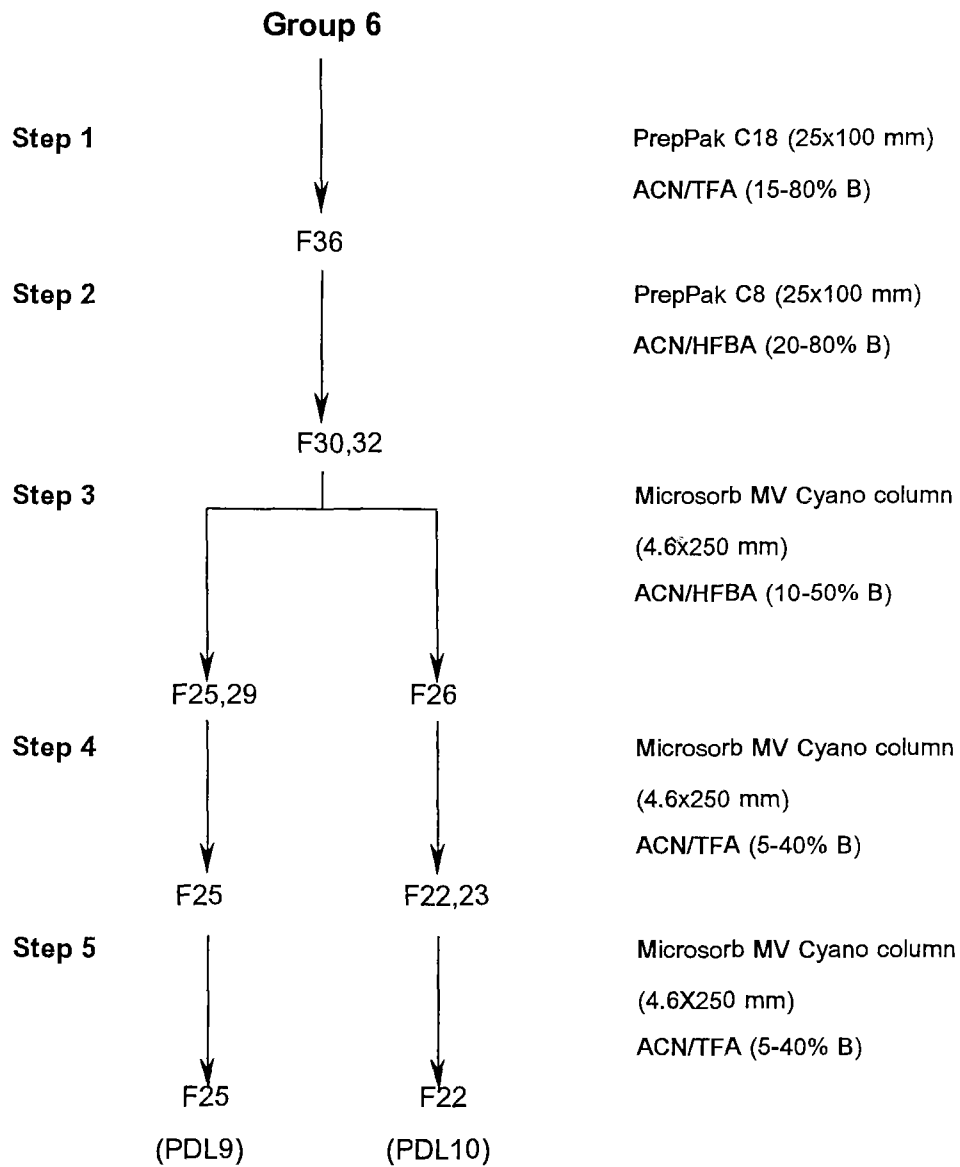 Group 6
Step 1
PrepPak C18 (25x100 mm)
ACN/TFA (15-80% B)
F36
Step 2
PrepPak C8 (25x100 mm)
ACN/HFBA (20-80% B)
F30,32
Step 3
Microsorb MV Cyano column
(4.6x250 mm)
ACN/HFBA (10-50% B)
F25,29 F26
Step 4
Microsorb MV Cyano column
(4.6x250 mm)
ACN/TFA (5-40% B)
F25 F22,23
Step 5
Microsorb MV Cyano column
(4.6X250 mm)
ACN/TFA (5-40% B)
F25 F22
(PDL9) (PDL10)